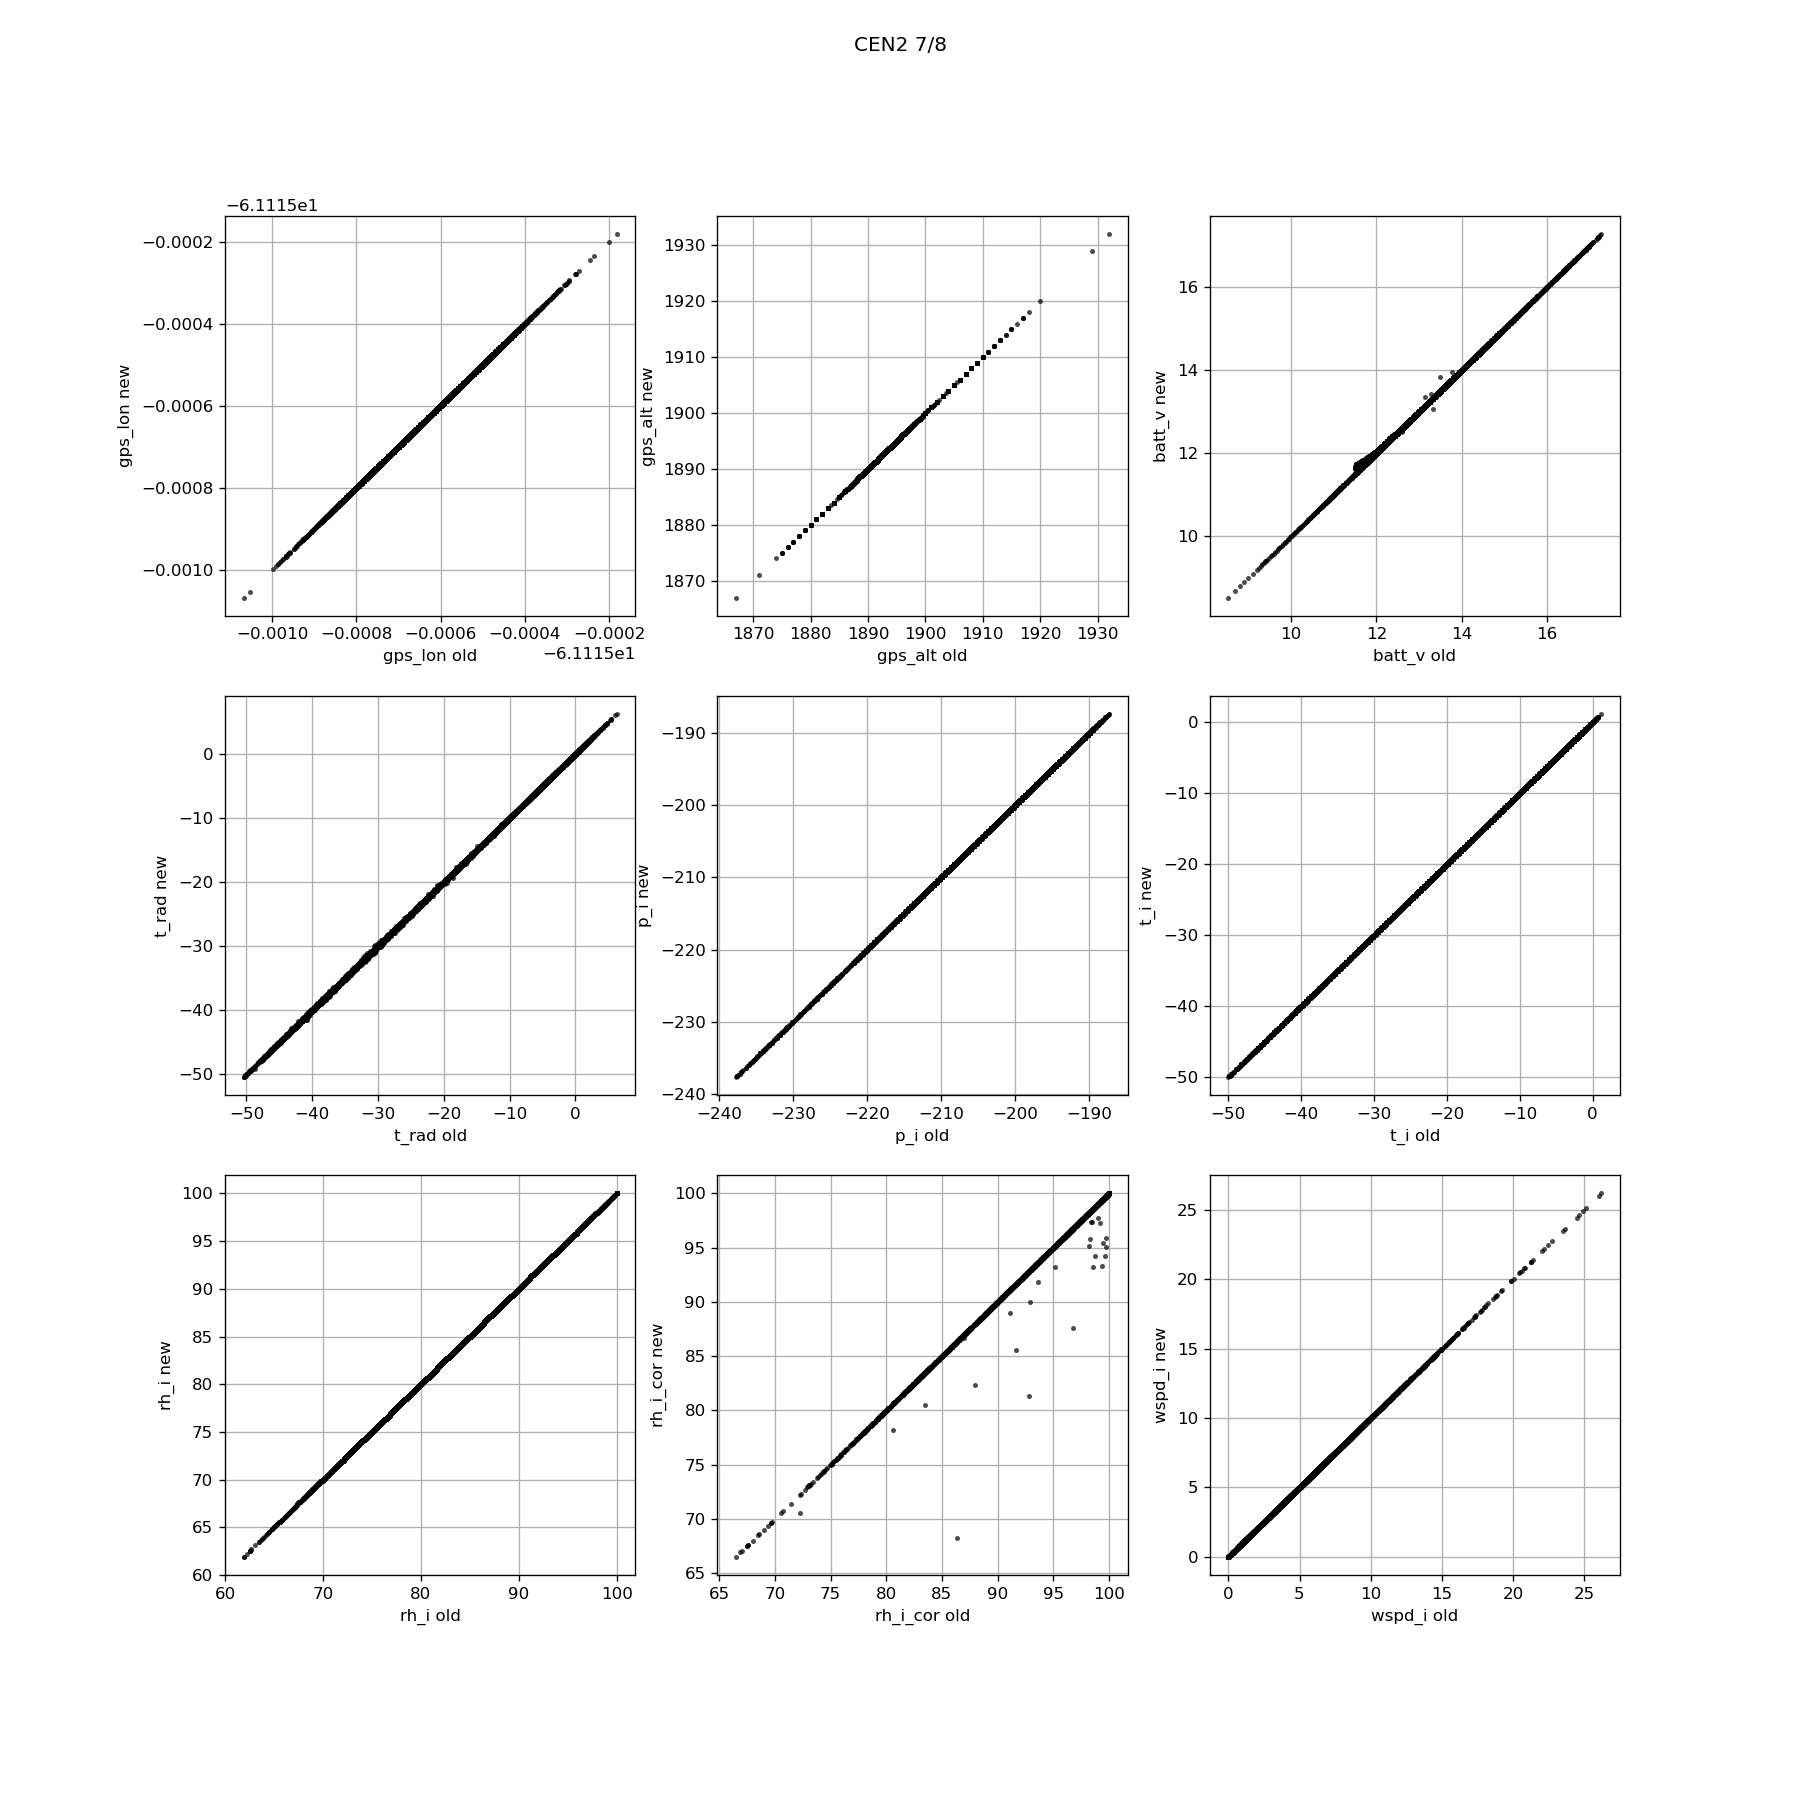 CEN2 7/8
−6.1115e1
−0.0002
−0.0004
−0.0006
−0.0008
−0.0010
gps_lon new
−0.0010 −0.0008 −0.0006 −0.0004 −0.0002
gps_lon old
−6.1115e1
1930
1920
1910
1900
1890
1880
1870
gps_alt new
1870 1880 1890 1900 1910 1920 1930
gps_alt old
16
14
12
10
batt_v new
10 12 14 16
batt_v old
0
−10
−20
−30
−40
−50
t_rad new
−50 −40 −30 −20 −10 0
t_rad old
−190
−200
−210
−220
−230
−240
p_i new
−240 −230 −220 −210 −200 −190
p_i old
0
−10
−20
−30
−40
−50
t_i new
−50 −40 −30 −20 −10 0
t_i old
100
95
90
85
80
75
70
65
60
rh_i new
60 70 80 90 100
rh_i old
100
95
90
85
80
75
70
65
rh_i_cor new
65 70 75 80 85 90 95 100
rh_i_cor old
25
20
15
10
5
0
wspd_i new
0 5 10 15 20 25
wspd_i old